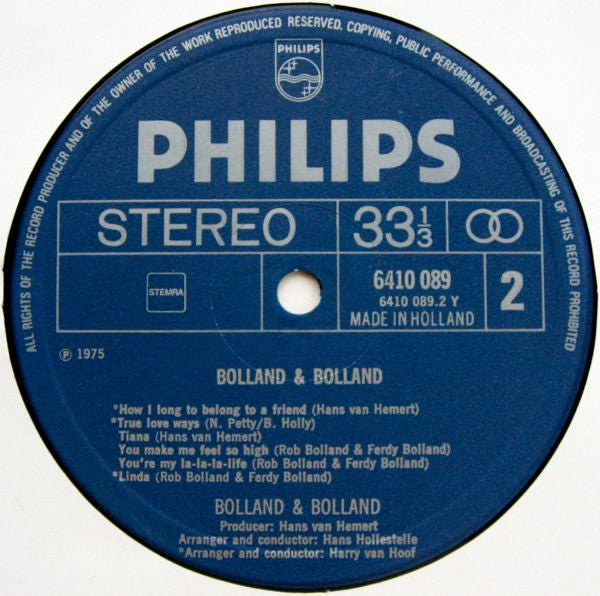 ALL RIGHTS OF THE RECORD PRODUCER AND OF THE OWNER OF THE WORK REPRODUCED RESERVED. COPYING, PUBLIC PERFORMANCE AND BROADCASTING OF THIS RECORD PROHIBITED
PHILIPS
PHILIPS
STEREO 33⅓
STEMRA
6410 089
6410 089.2 Y
MADE IN HOLLAND
2
℗ 1975
BOLLAND & BOLLAND
*How I long to belong to a friend (Hans van Hemert)
*True love ways (N. Petty/B. Holly)
Tiana (Hans van Hemert)
You make me feel so high (Rob Bolland & Ferdy Bolland)
You're my la-la-la-life (Rob Bolland & Ferdy Bolland)
*Linda (Rob Bolland & Ferdy Bolland)
BOLLAND & BOLLAND
Producer: Hans van Hemert
Arranger and conductor: Hans Hollestelle
*Arranger and conductor: Harry van Hoof